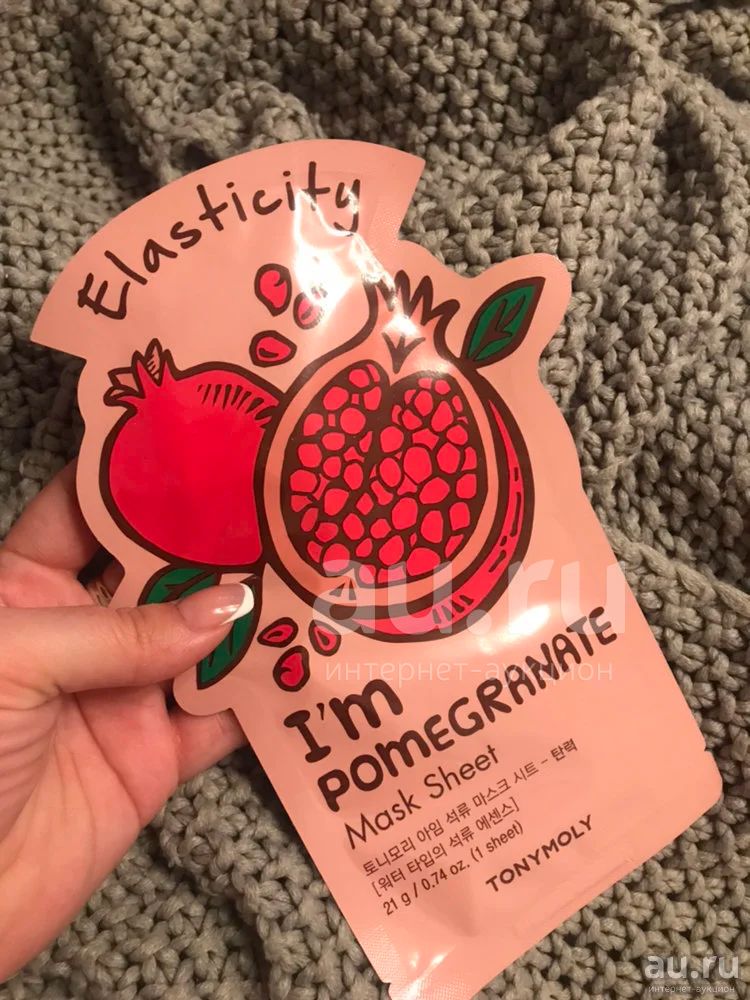 Elasticity
I'm
POMEGRANATE
Mask Sheet
토니모리 아임 석류 마스크 시트 - 탄력
[워터 타입의 석류 에센스]
21 g / 0.74 oz. (1 sheet)
TONYMOLY
au.ru
интернет-аукцион
au.ru
интернет-аукцион